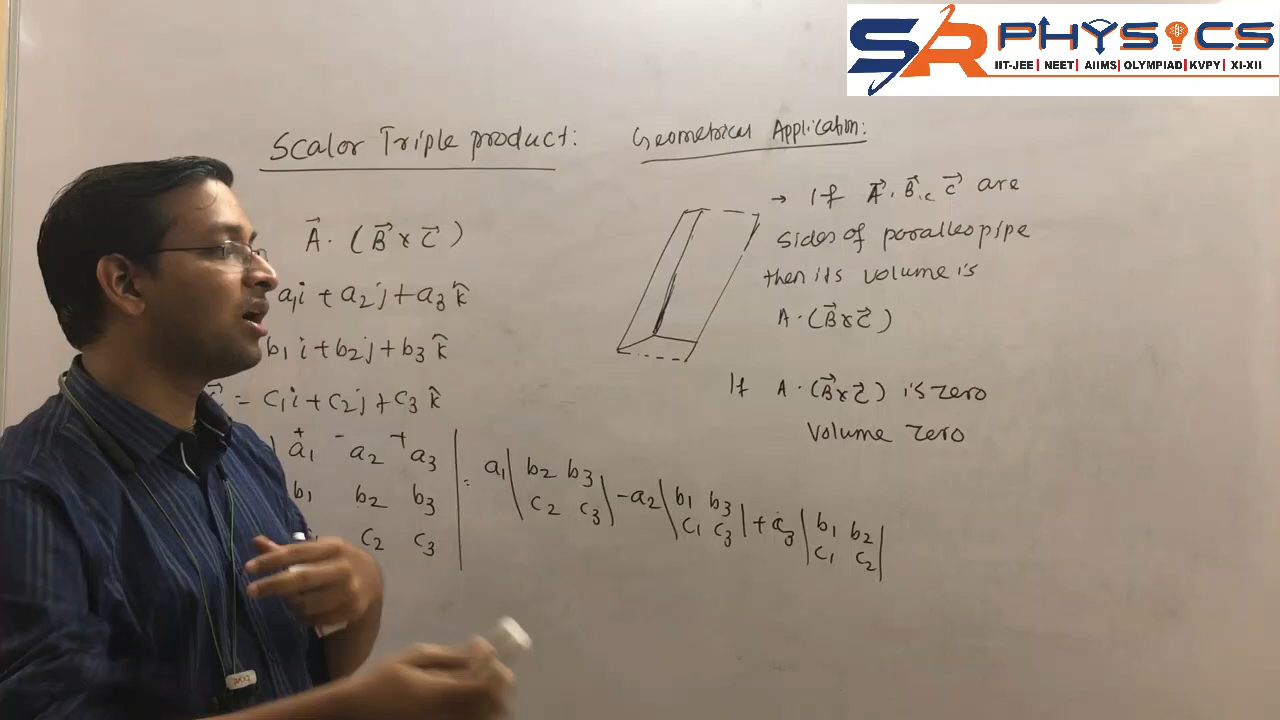 SR PHYSICS
IIT-JEE | NEET | AIIMS | OLYMPIAD | KVPY | XI-XII
Scalor Triple product:
A⃗ . (B⃗ x C⃗)
a₁i + a₂j + a₃k̂
b₁i + b₂j + b₃k̂
= c₁i + c₂j + c₃k̂
+ - +
a₁ a₂ a₃ | = a₁ | b₂ b₃ | - a₂ | b₁ b₃ | + | b₁ b₂ |
b₁ b₂ b₃ | c₂ c₃ | c₁ c₃ | c₁ c₂ |
c₂ c₃
Geometrical Application:
→ If A⃗, B⃗, C⃗ are
sides of parallelopipe
then its volume is
A . (B⃗ x C⃗)
If A . (B⃗ x C⃗) is zero
Volume zero